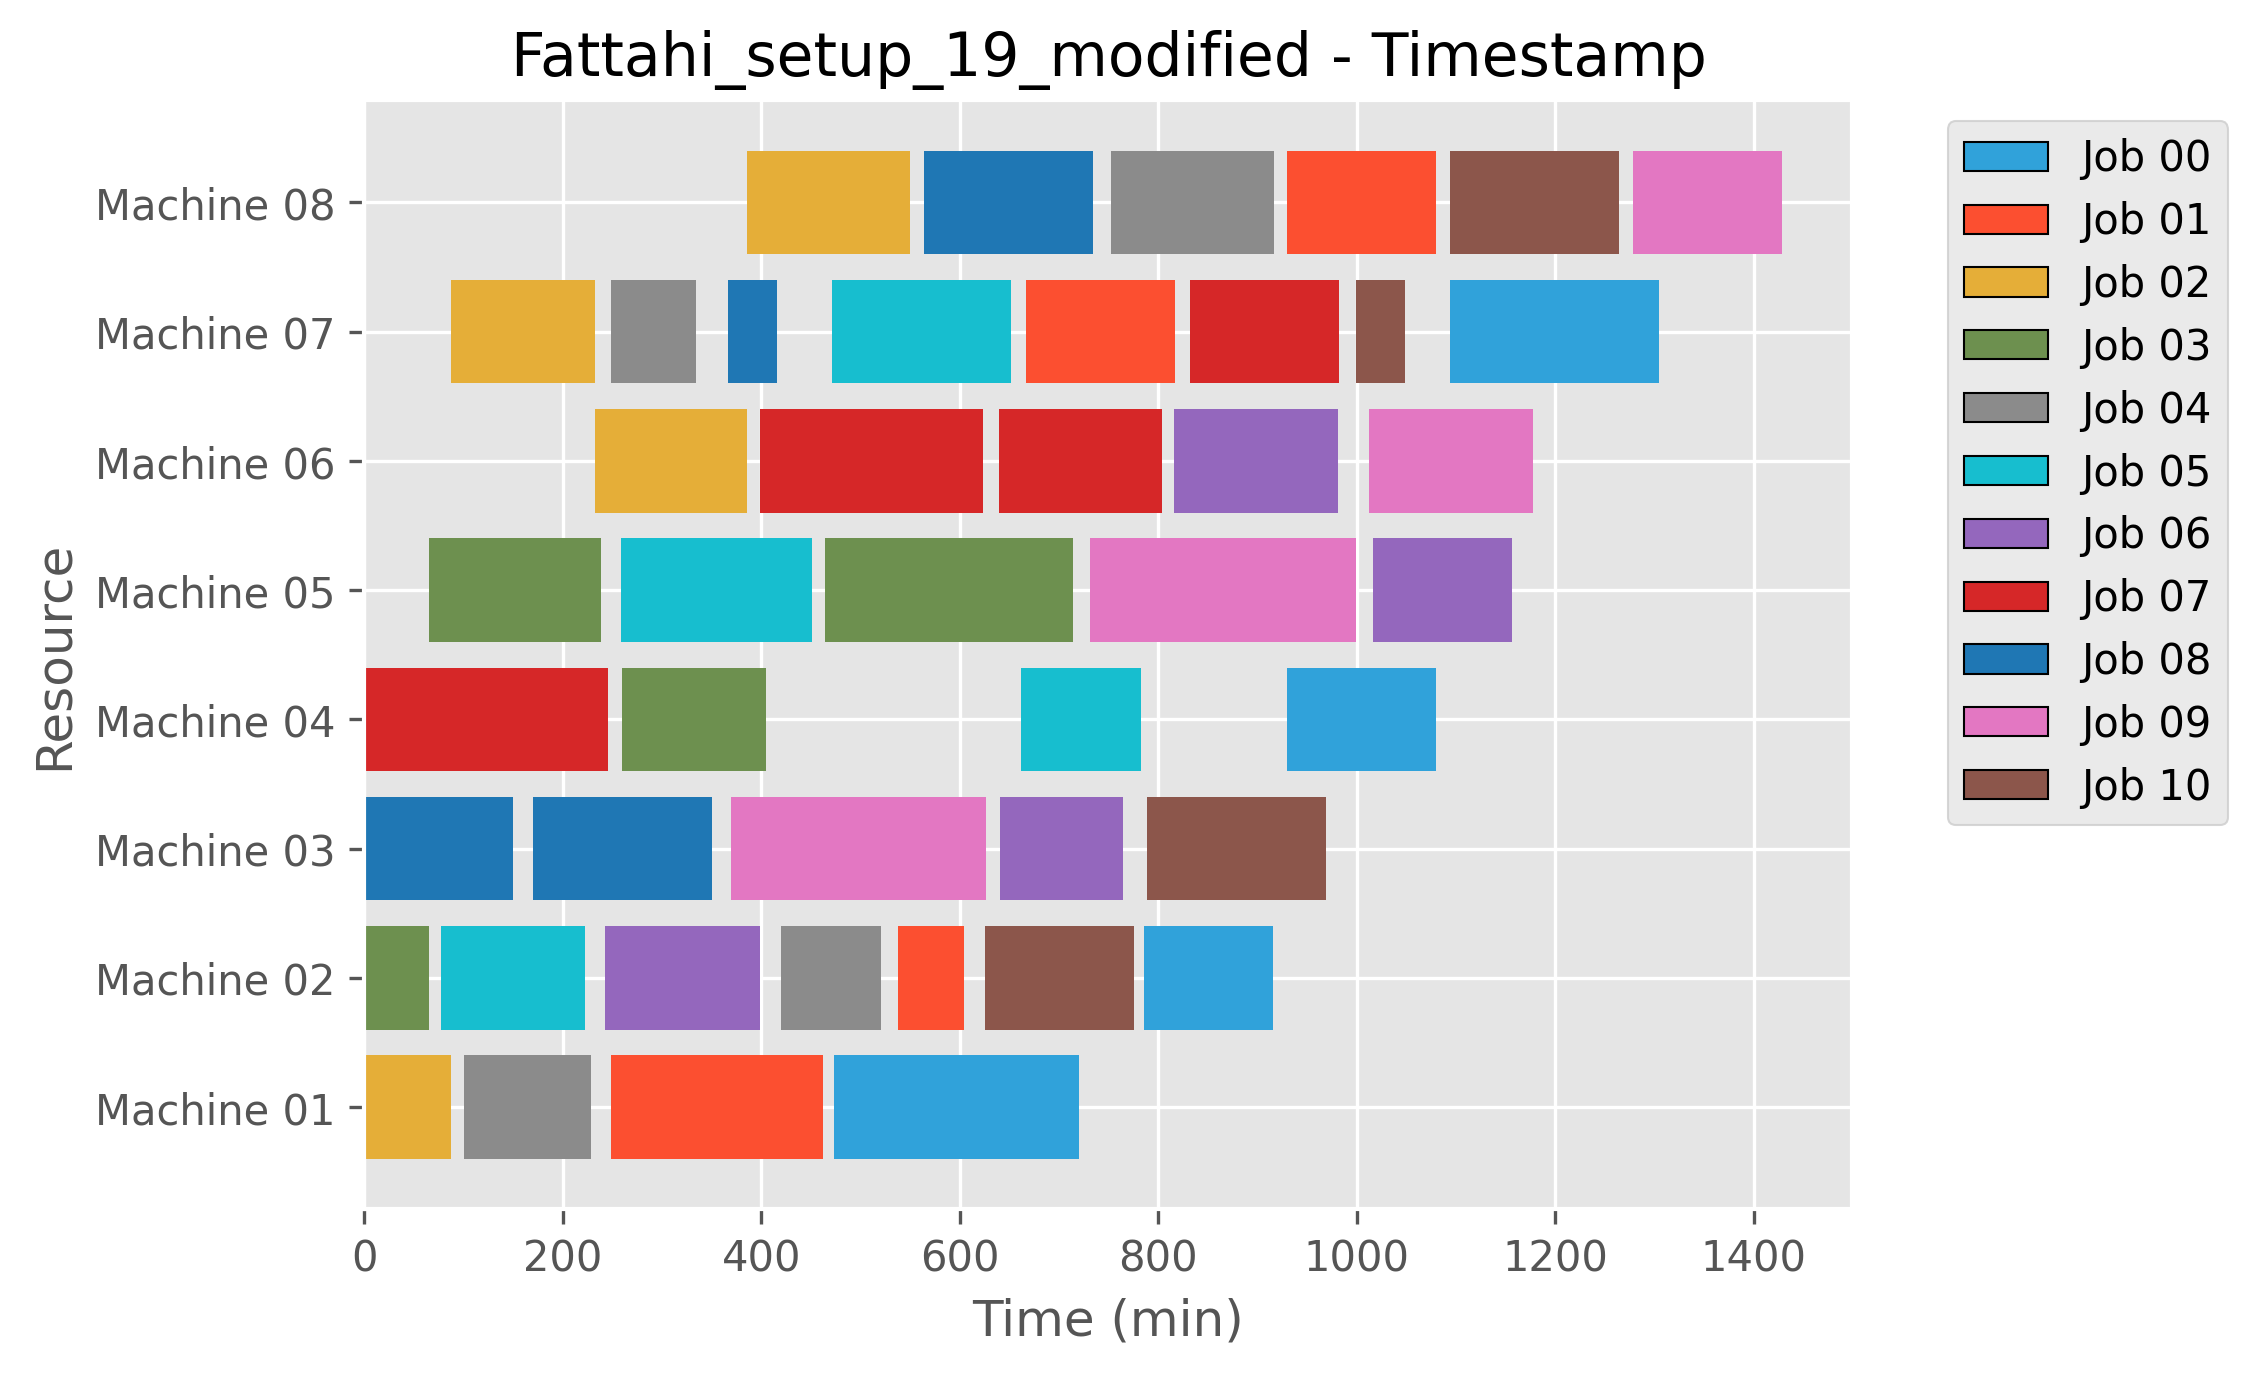 Fattahi_setup_19_modified - Timestamp
Resource
Machine 08
Machine 07
Machine 06
Machine 05
Machine 04
Machine 03
Machine 02
Machine 01
0 200 400 600 800 1000 1200 1400
Time (min)
Job 00
Job 01
Job 02
Job 03
Job 04
Job 05
Job 06
Job 07
Job 08
Job 09
Job 10